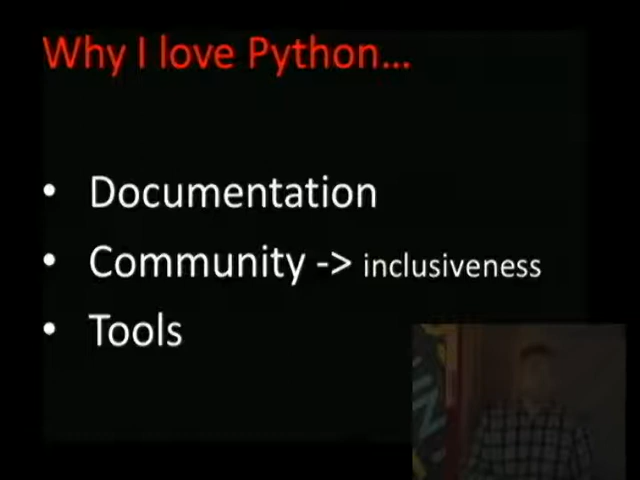 Why I love Python...
• Documentation
• Community -> inclusiveness
• Tools